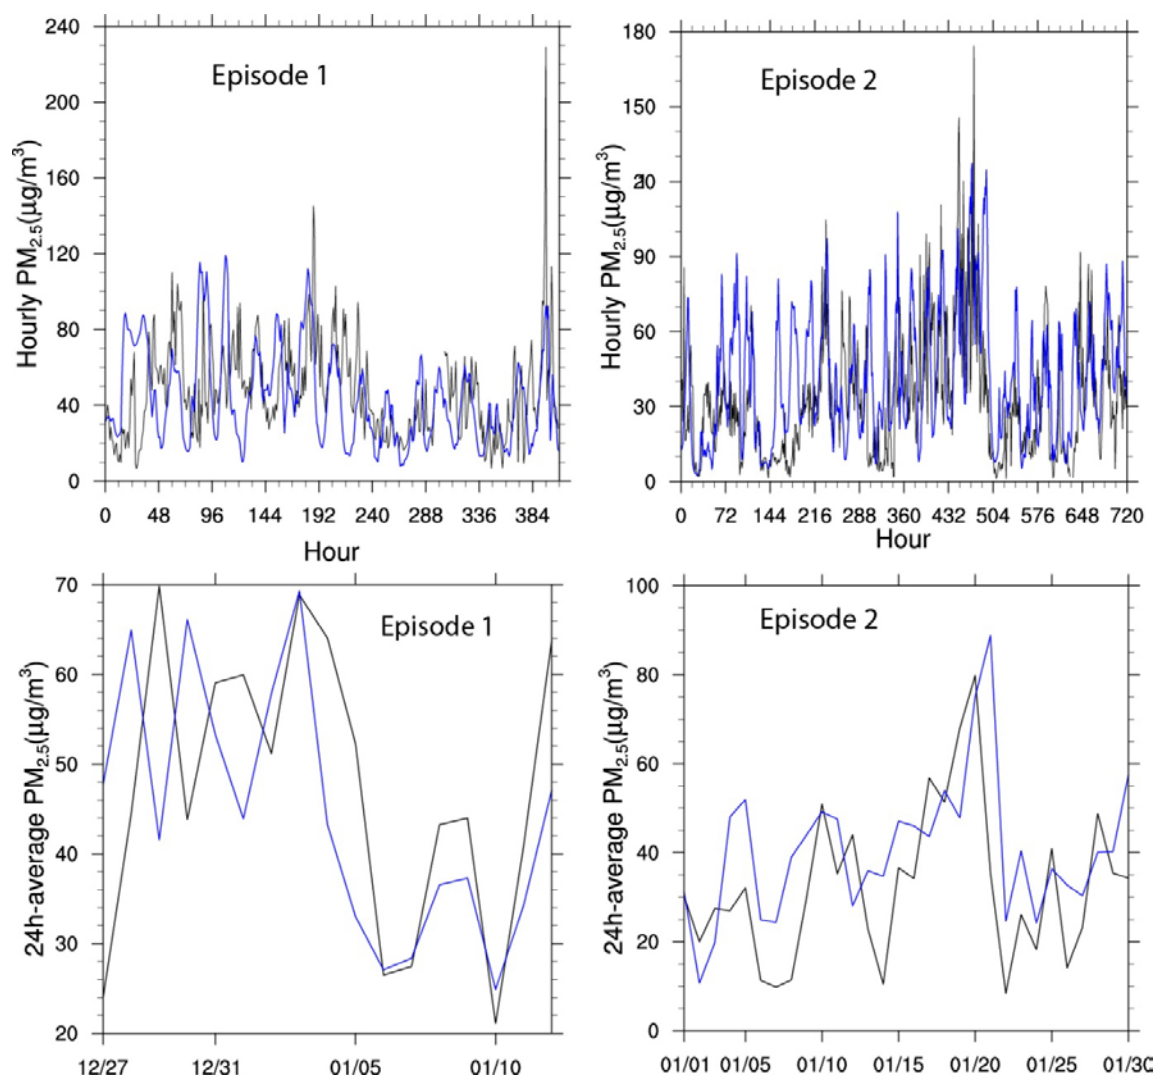 Episode 1
Hourly PM2.5(μg/m³)
240
200
160
120
80
40
0
0 48 96 144 192 240 288 336 384
Hour
Episode 2
Hourly PM2.5(μg/m³)
180
150
120
90
60
30
0
0 72 144 216 288 360 432 504 576 648 720
Hour
Episode 1
24h-average PM2.5(μg/m³)
70
60
50
40
30
20
12/27 12/31 01/05 01/10
Episode 2
24h-average PM2.5(μg/m³)
100
80
60
40
20
0
01/01 01/05 01/10 01/15 01/20 01/25 01/30